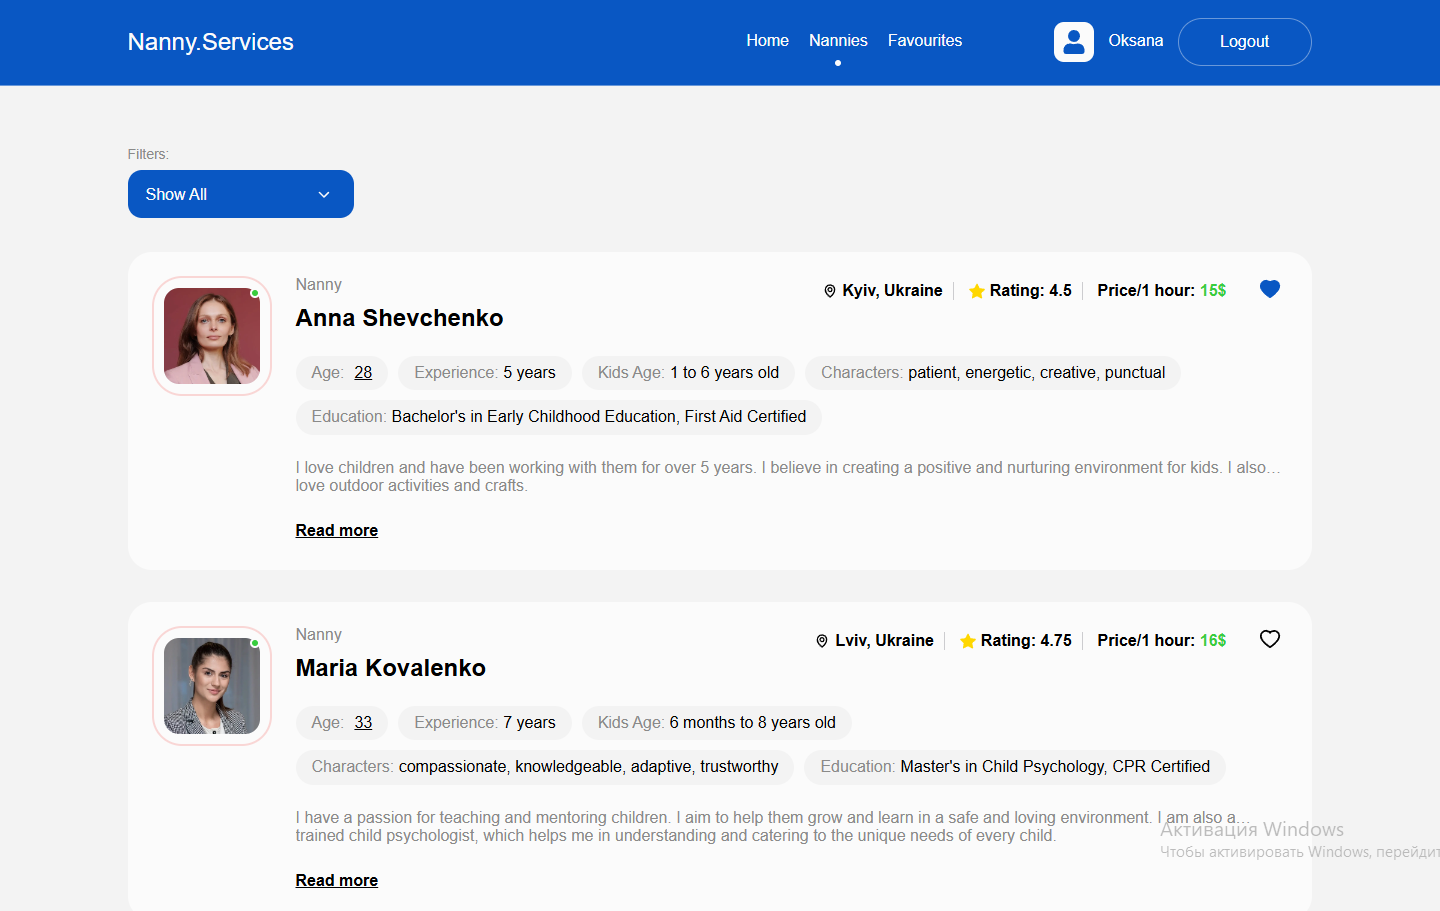 Nanny.Services
Home Nannies Favourites
Oksana
Logout
Filters:
Show All
Nanny
Kyiv, Ukraine
Rating: 4.5
Price/1 hour: 15$
Anna Shevchenko
Age: 28
Experience: 5 years
Kids Age: 1 to 6 years old
Characters: patient, energetic, creative, punctual
Education: Bachelor's in Early Childhood Education, First Aid Certified
I love children and have been working with them for over 5 years. I believe in creating a positive and nurturing environment for kids. I also…
love outdoor activities and crafts.
Read more
Nanny
Lviv, Ukraine
Rating: 4.75
Price/1 hour: 16$
Maria Kovalenko
Age: 33
Experience: 7 years
Kids Age: 6 months to 8 years old
Characters: compassionate, knowledgeable, adaptive, trustworthy
Education: Master's in Child Psychology, CPR Certified
I have a passion for teaching and mentoring children. I aim to help them grow and learn in a safe and loving environment. I am also a…
trained child psychologist, which helps me in understanding and catering to the unique needs of every child.
Read more
Активация Windows
Чтобы активировать Windows, перейдит